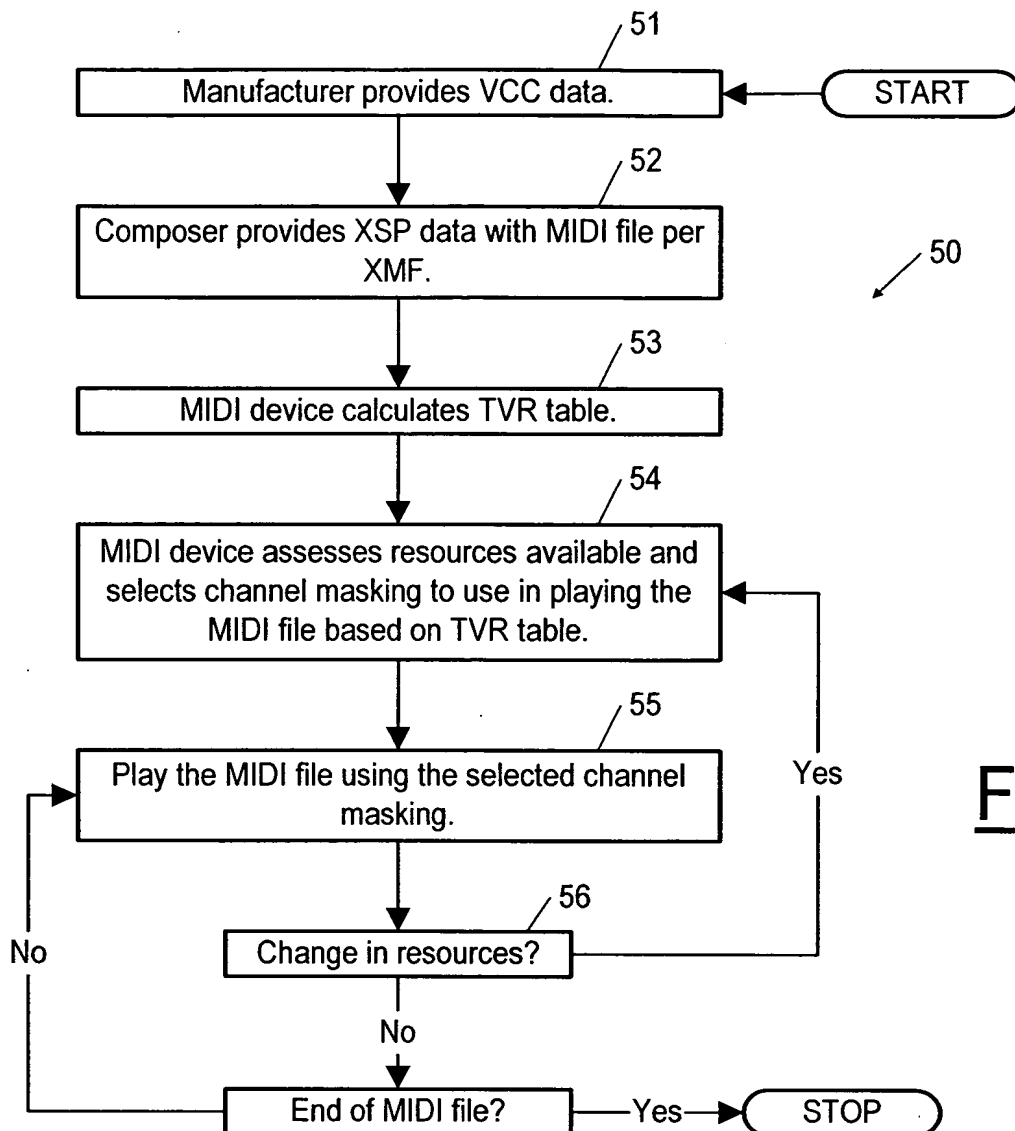 51
Manufacturer provides VCC data.
START
52
Composer provides XSP data with MIDI file per
XMF.
50
53
MIDI device calculates TVR table.
54
MIDI device assesses resources available and
selects channel masking to use in playing the
MIDI file based on TVR table.
55
Play the MIDI file using the selected channel
masking.
Yes
F
56
Change in resources?
No
No
End of MIDI file?
Yes
STOP